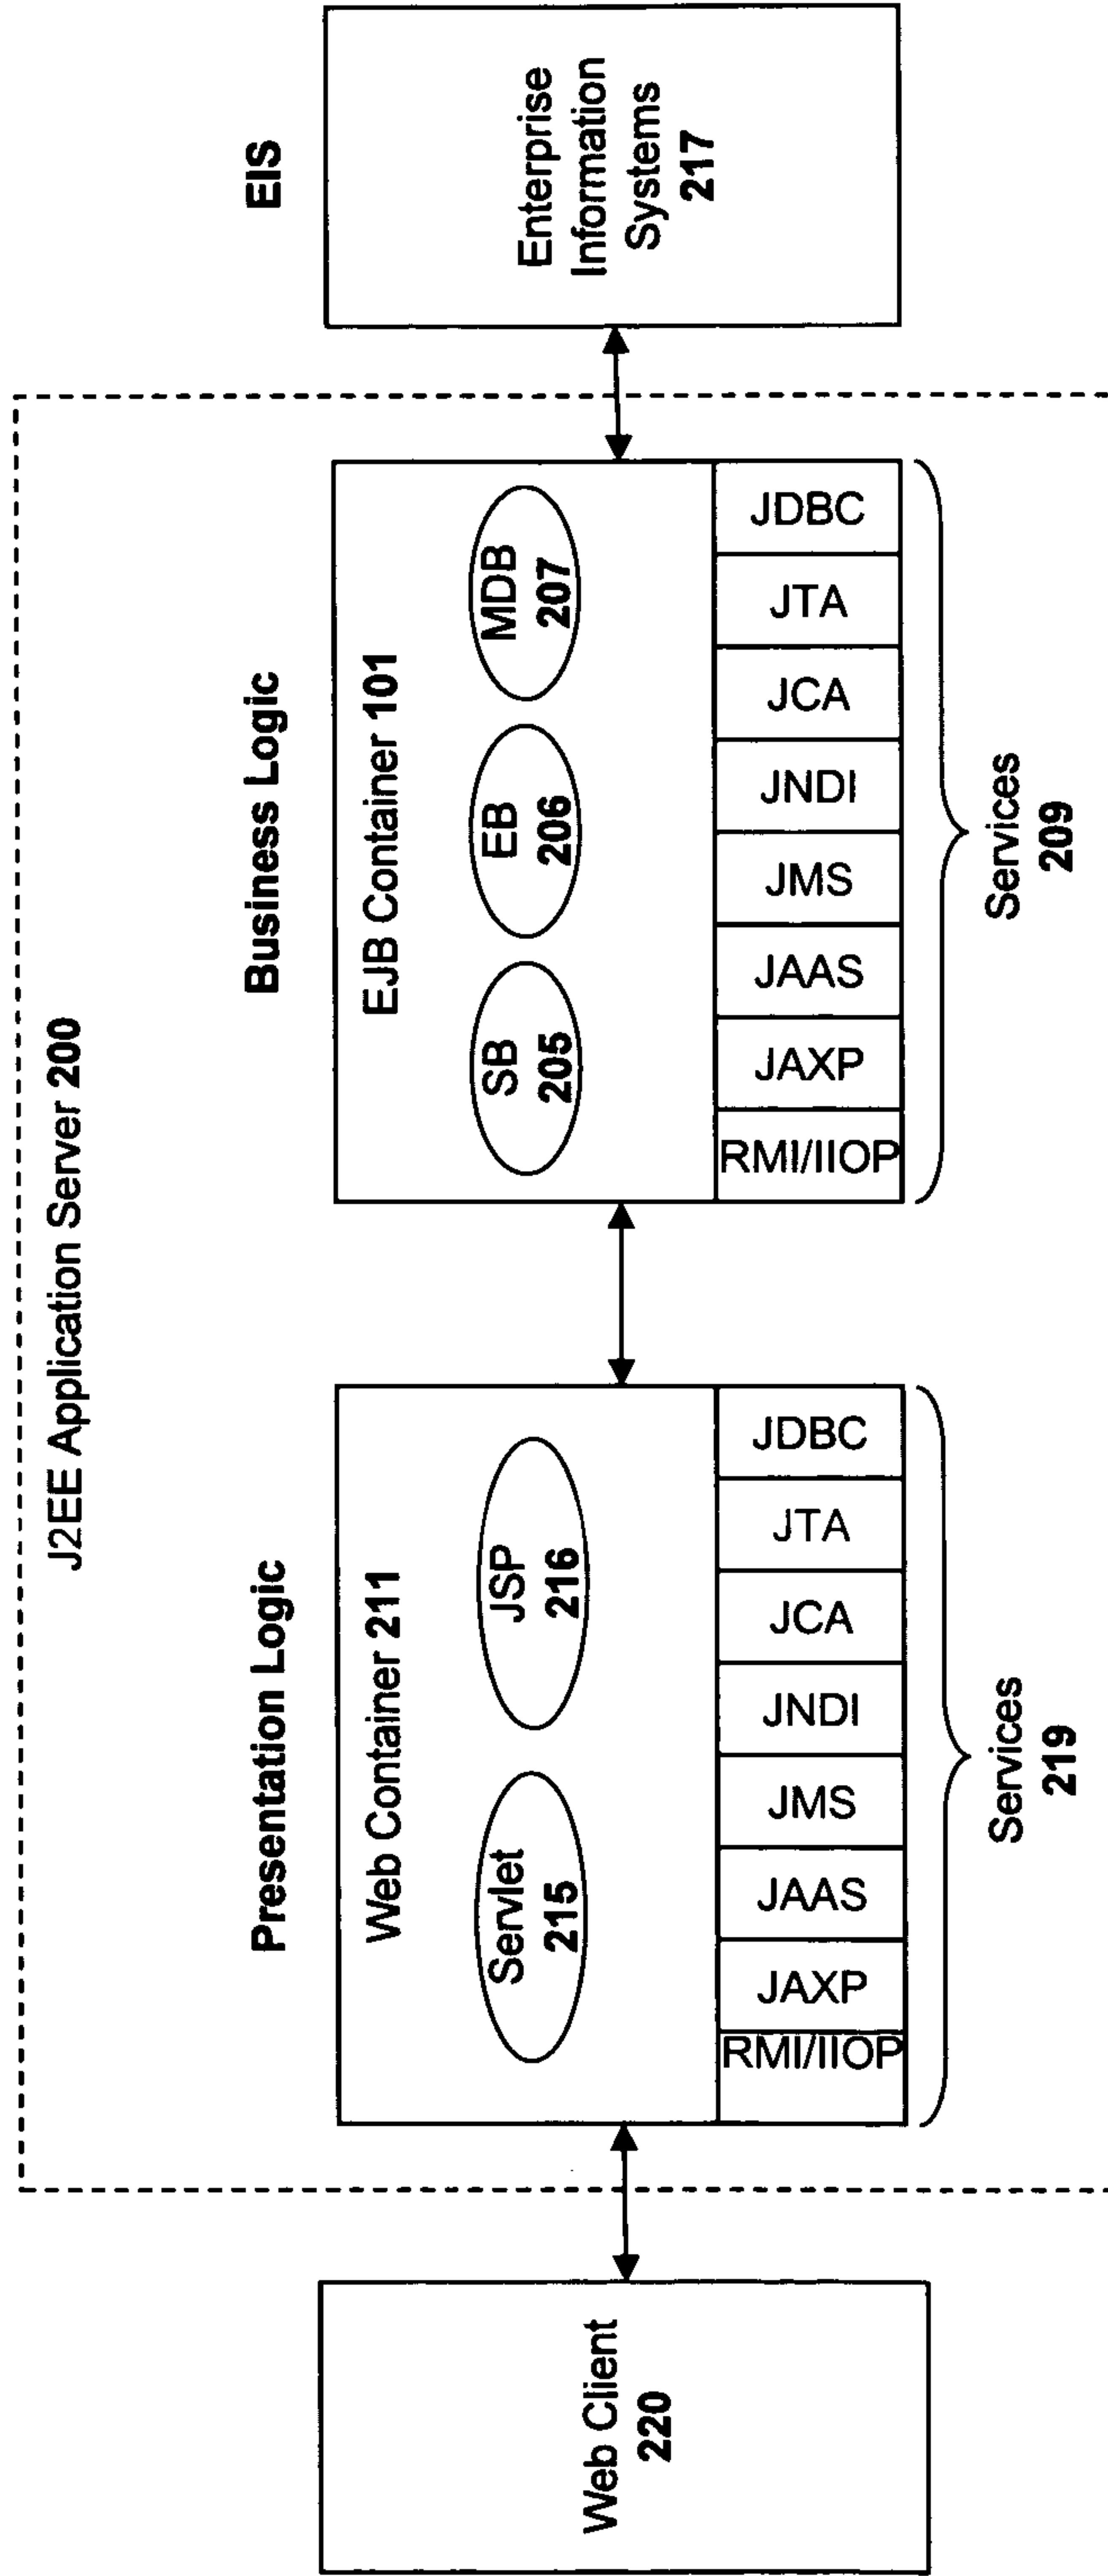 J2EE Application Server 200
Presentation Logic
Business Logic
EIS
Web Client
220
Web Container 211
Servlet
215
JSP
216
RMI/IIOP
JAXP
JAAS
JMS
JNDI
JCA
JTA
JDBC
Services
219
EJB Container 101
SB
205
EB
206
MDB
207
RMI/IIOP
JAXP
JAAS
JMS
JNDI
JCA
JTA
JDBC
Services
209
Enterprise
Information
Systems
217